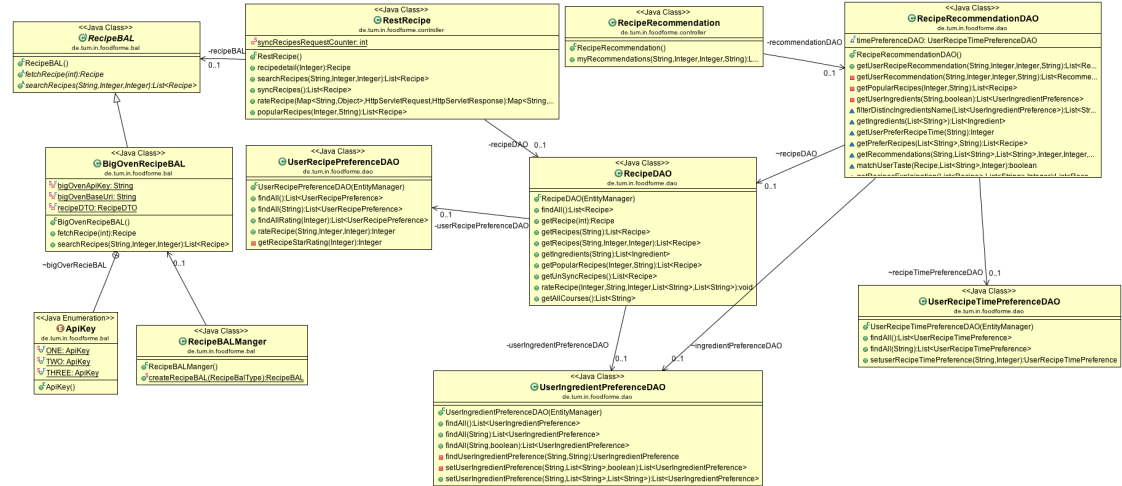 <<Java Class>>
RecipeBAL
de.tum.in.foodforme.bal
RecipeBAL()
fetchRecipe(int):Recipe
searchRecipes(String,Integer,Integer):List<Recipe>
-recipeBAL
0..1
<<Java Class>>
RestRecipe
de.tum.in.foodforme.controller
syncRecipesRequestCounter: int
RestRecipe()
recipedetail(Integer):Recipe
searchRecipes(String,Integer,Integer):List<Recipe>
syncRecipes():List<Recipe>
rateRecipe(Map<String,Object>,HttpServletRequest,HttpServletResponse):Map<String,...
popularRecipes(Integer,String):List<Recipe>
<<Java Class>>
RecipeRecommendation
de.tum.in.foodforme.controller
RecipeRecommendation()
myRecommendations(String,Integer,Integer,String):L...
-recommendationDAO
0..1
<<Java Class>>
RecipeRecommendationDAO
de.tum.in.foodforme.dao
timePreferenceDAO: UserRecipeTimePreferenceDAO
RecipeRecommendationDAO()
getUserRecipeRecommendation(String,Integer,Integer,String):List<Re...
getUserRecommendation(String,Integer,Integer,String):List<Recomme...
getPopularRecipes(Integer,String):List<Recipe>
getUserIngredients(String,boolean):List<UserIngredientPreference>
filterDistincIngredientsName(List<UserIngredientPreference>):List<Str...
getIngredients(List<String>):List<Ingredient>
getUserPreferRecipeTime(String):Integer
getPreferRecipes(List<String>,String):List<Recipe>
getRecommendations(String,List<String>,List<String>,Integer,Integer,...
matchUserTaste(Recipe,List<String>,Integer):boolean
-recipeDAO 0..1
~recipeDAO
0..1
<<Java Class>>
BigOvenRecipeBAL
de.tum.in.foodforme.bal
bigOvenApiKey: String
bigOvenBaseUri: String
recipeDTO: RecipeDTO
BigOvenRecipeBAL()
fetchRecipe(int):Recipe
searchRecipes(String,Integer,Integer):List<Recipe>
<<Java Class>>
UserRecipePreferenceDAO
de.tum.in.foodforme.dao
UserRecipePreferenceDAO(EntityManager)
findAll():List<UserRecipePreference>
findAll(String):List<UserRecipePreference>
findAllRating(Integer):List<UserRecipePreference>
rateRecipe(String,Integer,Integer):Integer
getRecipeStarRating(Integer):Integer
0..1
-userRecipePreferenceDAO
<<Java Class>>
RecipeDAO
de.tum.in.foodforme.dao
RecipeDAO(EntityManager)
findAll():List<Recipe>
getRecipe(int):Recipe
getRecipes(String):List<Recipe>
getRecipes(String,Integer,Integer):List<Recipe>
getIngredients(String):List<Ingredient>
getPopularRecipes(Integer,String):List<Recipe>
getUnSyncRecipes():List<Recipe>
rateRecipe(Integer,String,Integer,List<String>,List<String>):void
getAllCourses():List<String>
~bigOverRecieBAL
0..1
~recipeTimePreferenceDAO 0..1
<<Java Class>>
UserRecipeTimePreferenceDAO
de.tum.in.foodforme.dao
UserRecipeTimePreferenceDAO(EntityManager)
findAll():List<UserRecipeTimePreference>
findAll(String):List<UserRecipeTimePreference>
setuserRecipeTimePreference(String,Integer):UserRecipeTimePreference
<<Java Enumeration>>
ApiKey
de.tum.in.foodforme.bal
ONE: ApiKey
TWO: ApiKey
THREE: ApiKey
ApiKey()
<<Java Class>>
RecipeBALManger
de.tum.in.foodforme.bal
RecipeBALManger()
createRecipeBAL(RecipeBalType):RecipeBAL
-userIngredentPreferenceDAO
0..1
~ingredientPreferenceDAO
0..1
<<Java Class>>
UserIngredientPreferenceDAO
de.tum.in.foodforme.dao
UserIngredientPreferenceDAO(EntityManager)
findAll():List<UserIngredientPreference>
findAll(String):List<UserIngredientPreference>
findAll(String,boolean):List<UserIngredientPreference>
findUserIngredientPreference(String,String):UserIngredientPreference
setUserIngredientPreference(String,List<String>,boolean):List<UserIngredientPreference>
setUserIngredientPreference(String,List<String>,List<String>):List<UserIngredientPreference>